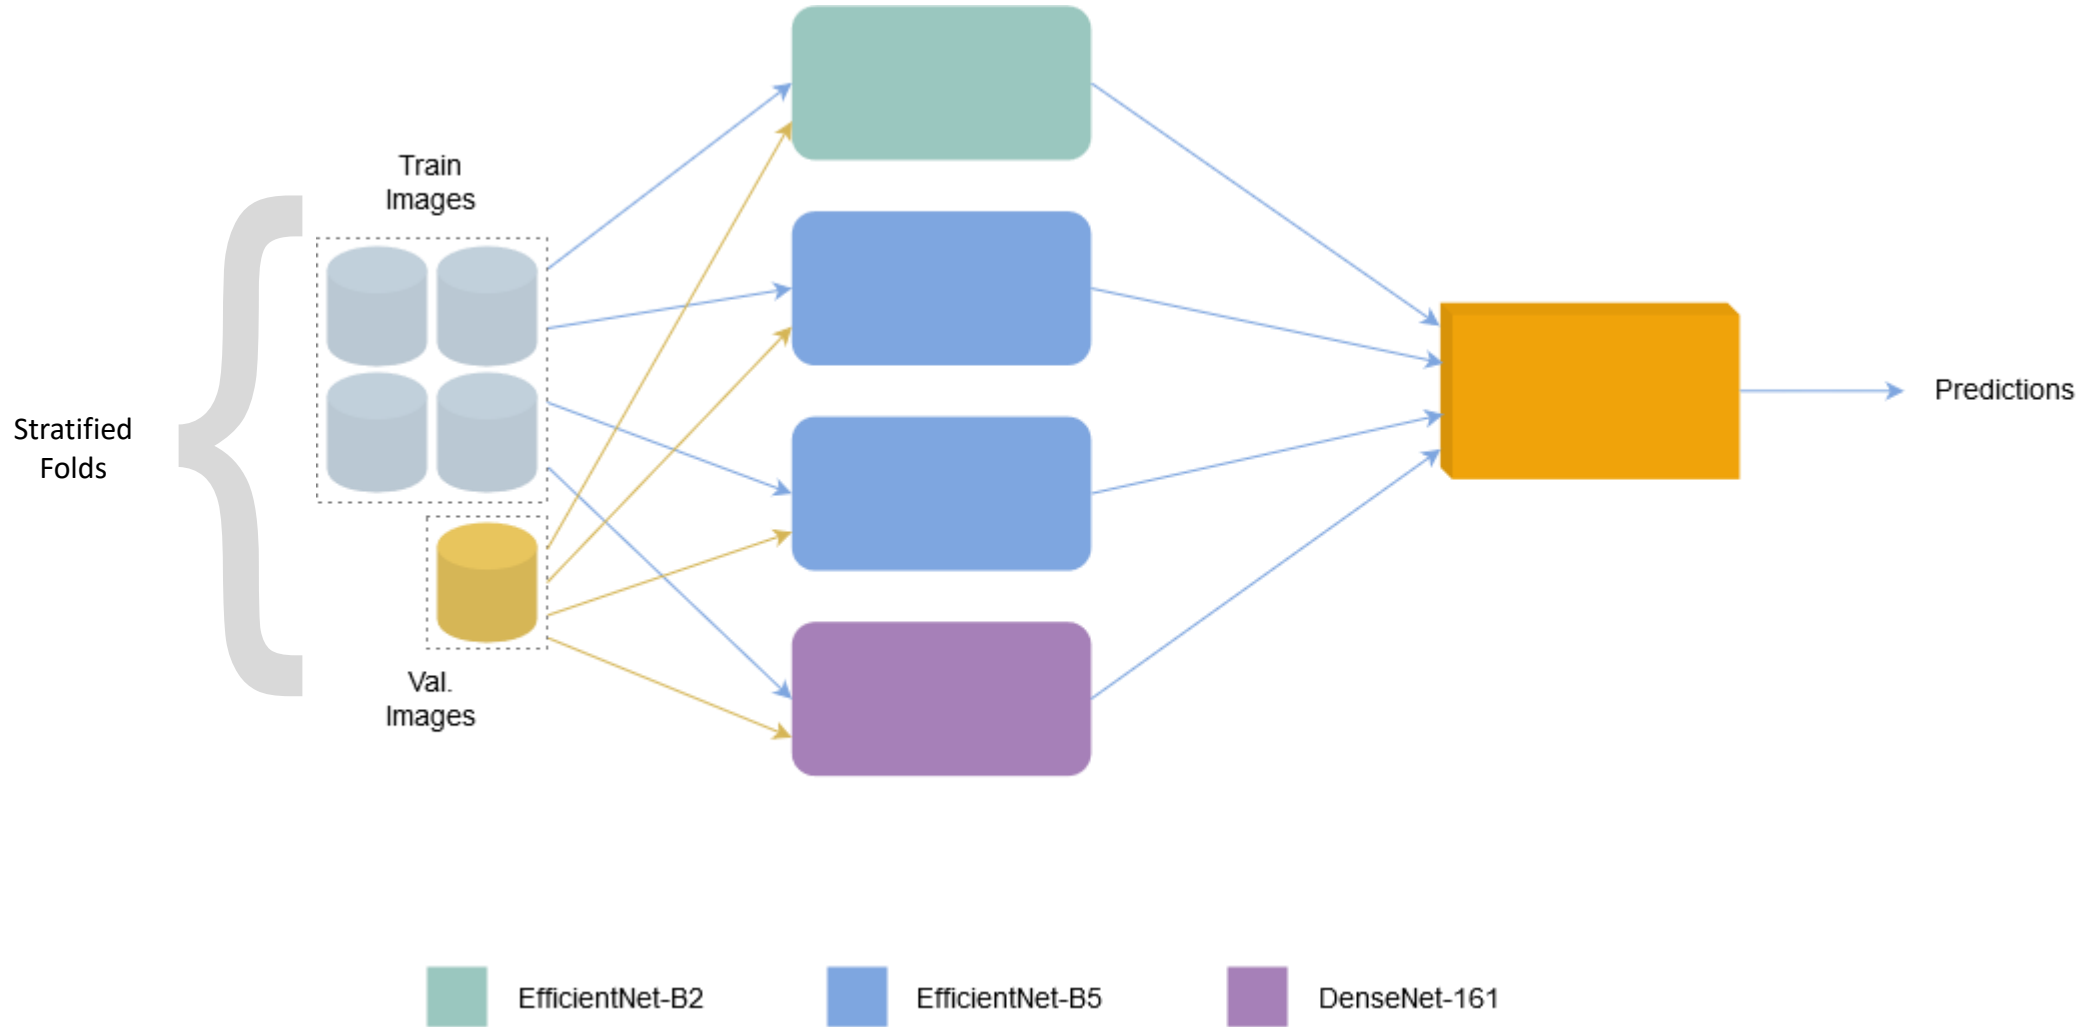 Train
Images
Stratified
Folds
Val.
Images
Predictions
EfficientNet-B2
EfficientNet-B5
DenseNet-161